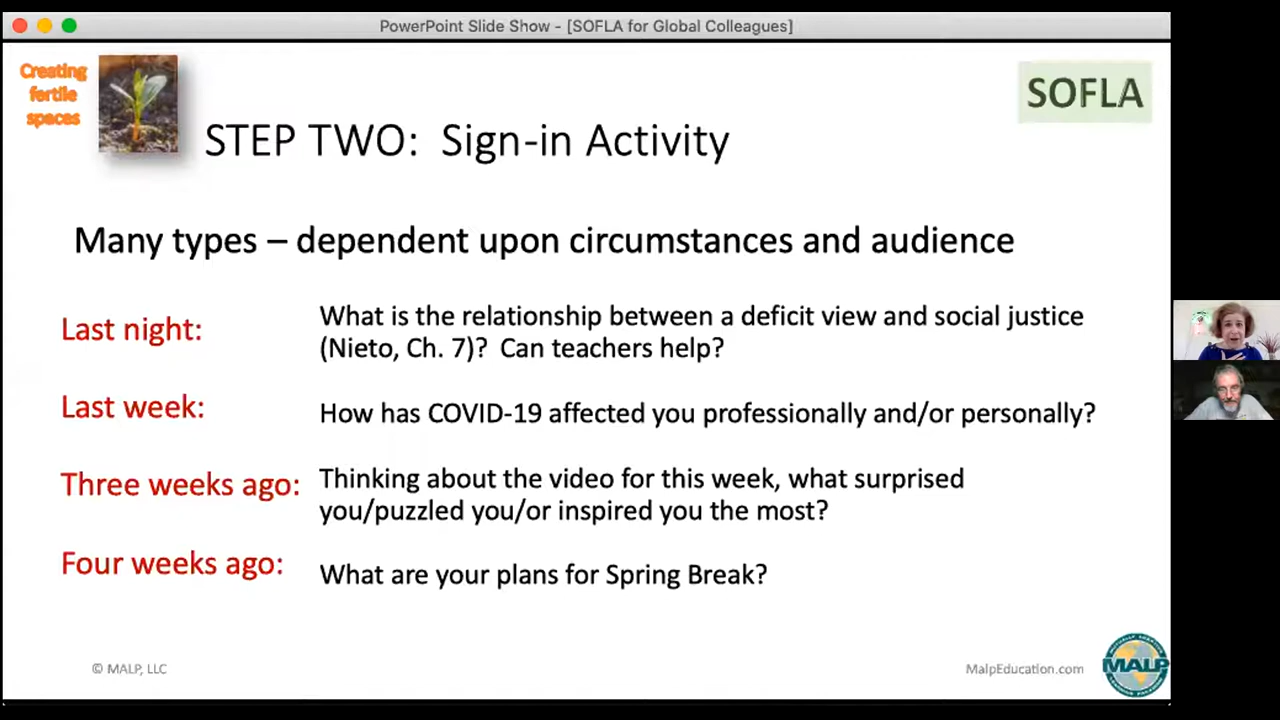 PowerPoint Slide Show - [SOFLA for Global Colleagues]
Creating
fertile
spaces
SOFLA
STEP TWO: Sign-in Activity
Many types – dependent upon circumstances and audience
Last night:
What is the relationship between a deficit view and social justice
(Nieto, Ch. 7)? Can teachers help?
Last week:
How has COVID-19 affected you professionally and/or personally?
Three weeks ago:
Thinking about the video for this week, what surprised
you/puzzled you/or inspired you the most?
Four weeks ago:
What are your plans for Spring Break?
© MALP, LLC
MalpEducation.com
MALP